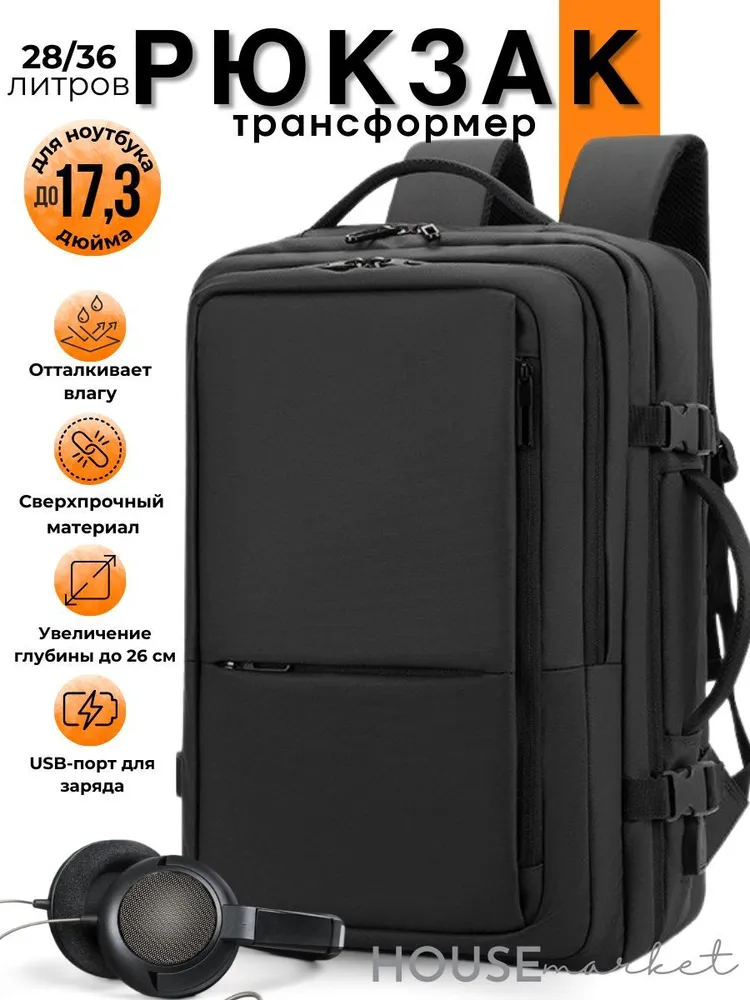 28/36
литров
РЮКЗАК
трансформер
для ноутбука
до 17,3
дюйма
Отталкивает
влагу
Сверхпрочный
материал
Увеличение
глубины до 26 см
USB-порт для
заряда
HOUSEmarket